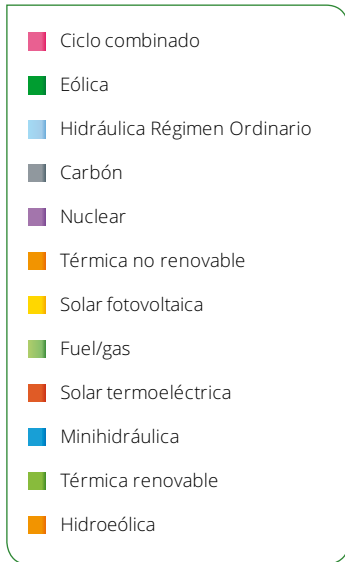 Ciclo combinado
Eólica
Hidráulica Régimen Ordinario
Carbón
Nuclear
Térmica no renovable
Solar fotovoltaica
Fuel/gas
Solar termoeléctrica
Minihidráulica
Térmica renovable
Hidroeólica